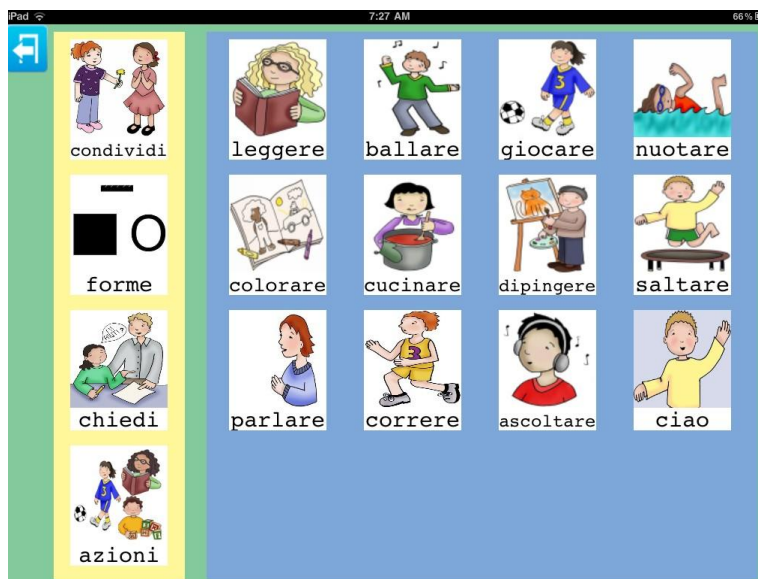 iPad 7:27 AM 66%
condividi
forme
chiedi
azioni
leggere ballare giocare nuotare
colorare cucinare dipingere saltare
parlare correre ascoltare ciao